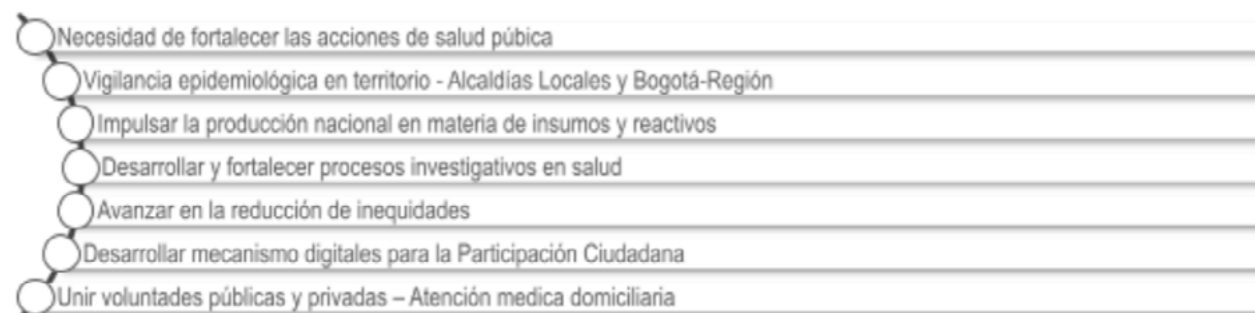 Necesidad de fortalecer las acciones de salud púbica
Vigilancia epidemiológica en territorio - Alcaldías Locales y Bogotá-Región
Impulsar la producción nacional en materia de insumos y reactivos
Desarrollar y fortalecer procesos investigativos en salud
Avanzar en la reducción de inequidades
Desarrollar mecanismo digitales para la Participación Ciudadana
Unir voluntades públicas y privadas – Atención medica domiciliaria